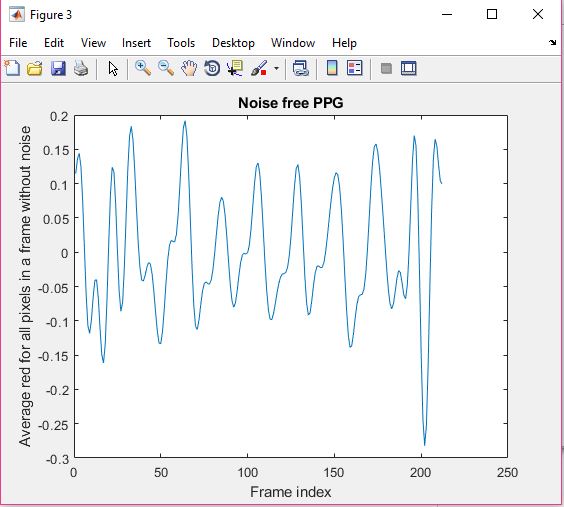 Figure 3
File Edit View Insert Tools Desktop Window Help
Noise free PPG
Average red for all pixels in a frame without noise
0.2
0.15
0.1
0.05
0
-0.05
-0.1
-0.15
-0.2
-0.25
-0.3
0 50 100 150 200 250
Frame index